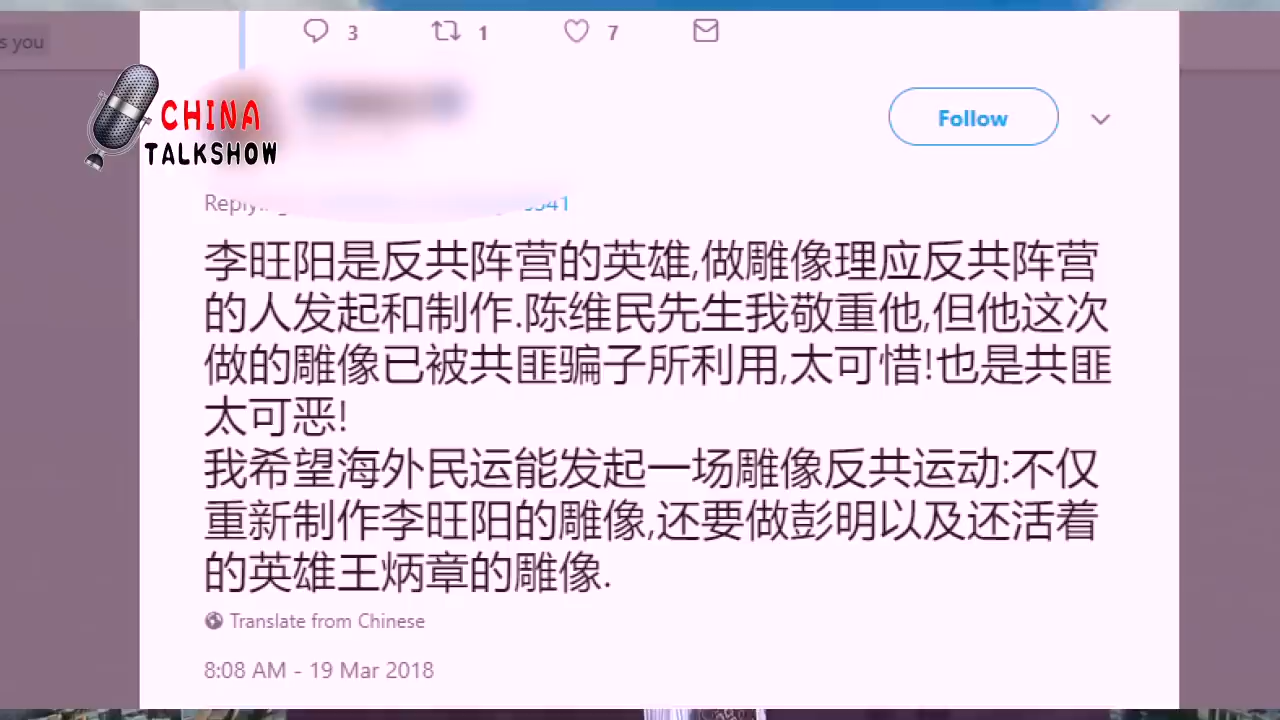 s you
3 1 7
CHINA
TALKSHOW
Follow
541
李旺阳是反共阵营的英雄,做雕像理应反共阵营
的人发起和制作.陈维民先生我敬重他,但他这次
做的雕像已被共匪骗子所利用,太可惜!也是共匪
太可恶!
我希望海外民运能发起一场雕像反共运动:不仅
重新制作李旺阳的雕像,还要做彭明以及还活着
的英雄王炳章的雕像.
Translate from Chinese
8:08 AM - 19 Mar 2018